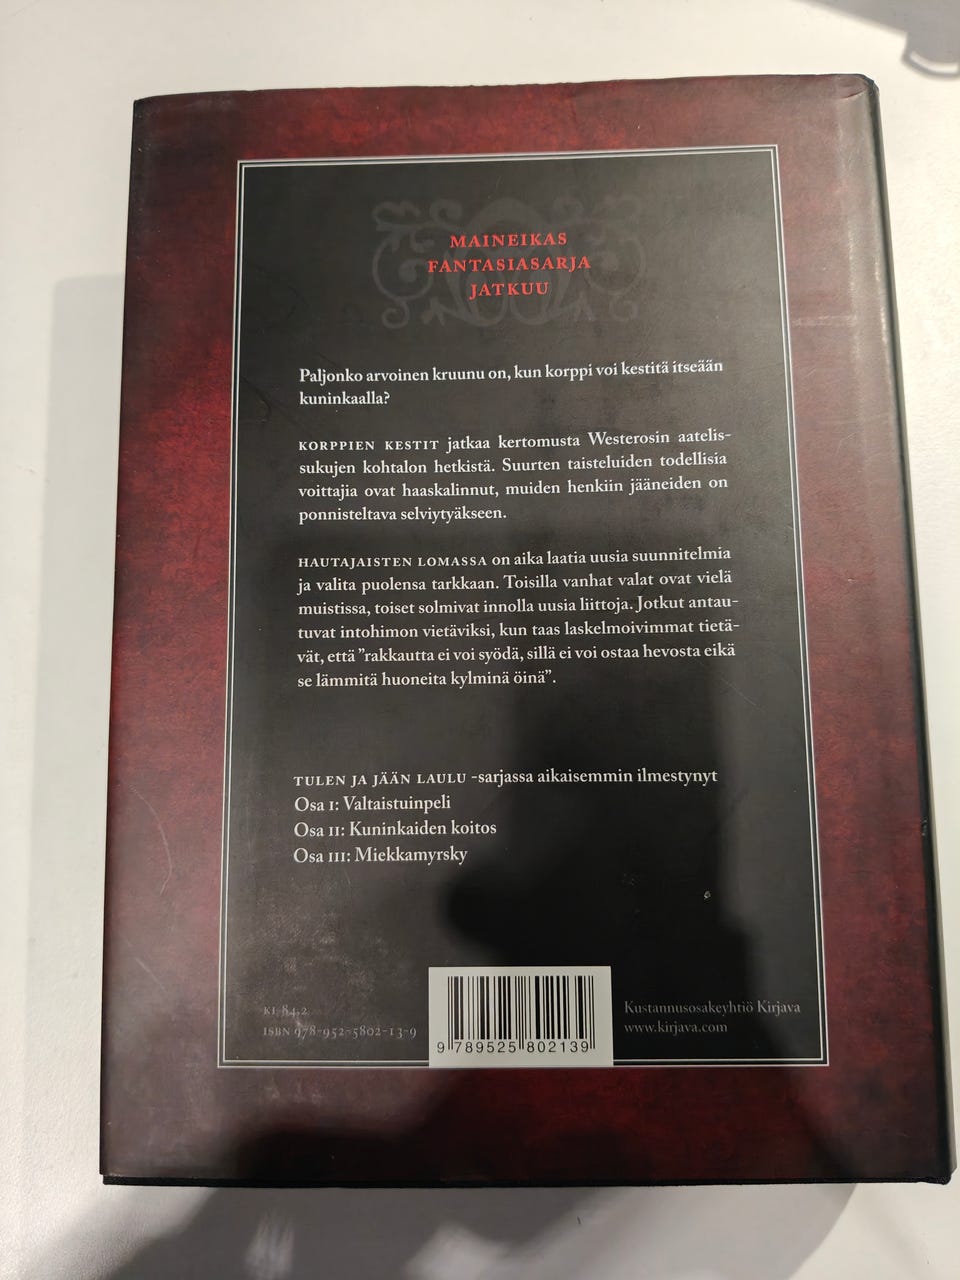 MAINEIKAS
FANTASIASARJA
JATKUU
Paljonko arvoinen kruunu on, kun korppi voi kestitä itseään
kuninkaalla?
KORPPIEN KESTIT jatkaa kertomusta Westerosin aatelis-
sukujen kohtalon hetkistä. Suurten taisteluiden todellisia
voittajia ovat haaskalinnut, muiden henkiin jääneiden on
ponnisteltava selviytyäkseen.
HAUTAJAISTEN LOMASSA on aika laatia uusia suunnitelmia
ja valita puolensa tarkkaan. Toisilla vanhat valat ovat vielä
muistissa, toiset solmivat innolla uusia liittoja. Jotkut antau-
tuvat intohimon vietäviksi, kun taas laskelmoivimmat tietä-
vät, että ”rakkautta ei voi syödä, sillä ei voi ostaa hevosta eikä
se lämmitä huoneita kylminä öinä”.
TULEN JA JÄÄN LAULU -sarjassa aikaisemmin ilmestynyt
Osa I: Valtaistuinpeli
Osa II: Kuninkaiden koitos
Osa III: Miekkamyrsky
KL 84.2
ISBN 978-952-5802-13-9
9 789525 802139
Kustannusosakeyhtiö Kirjava
www.kirjava.com